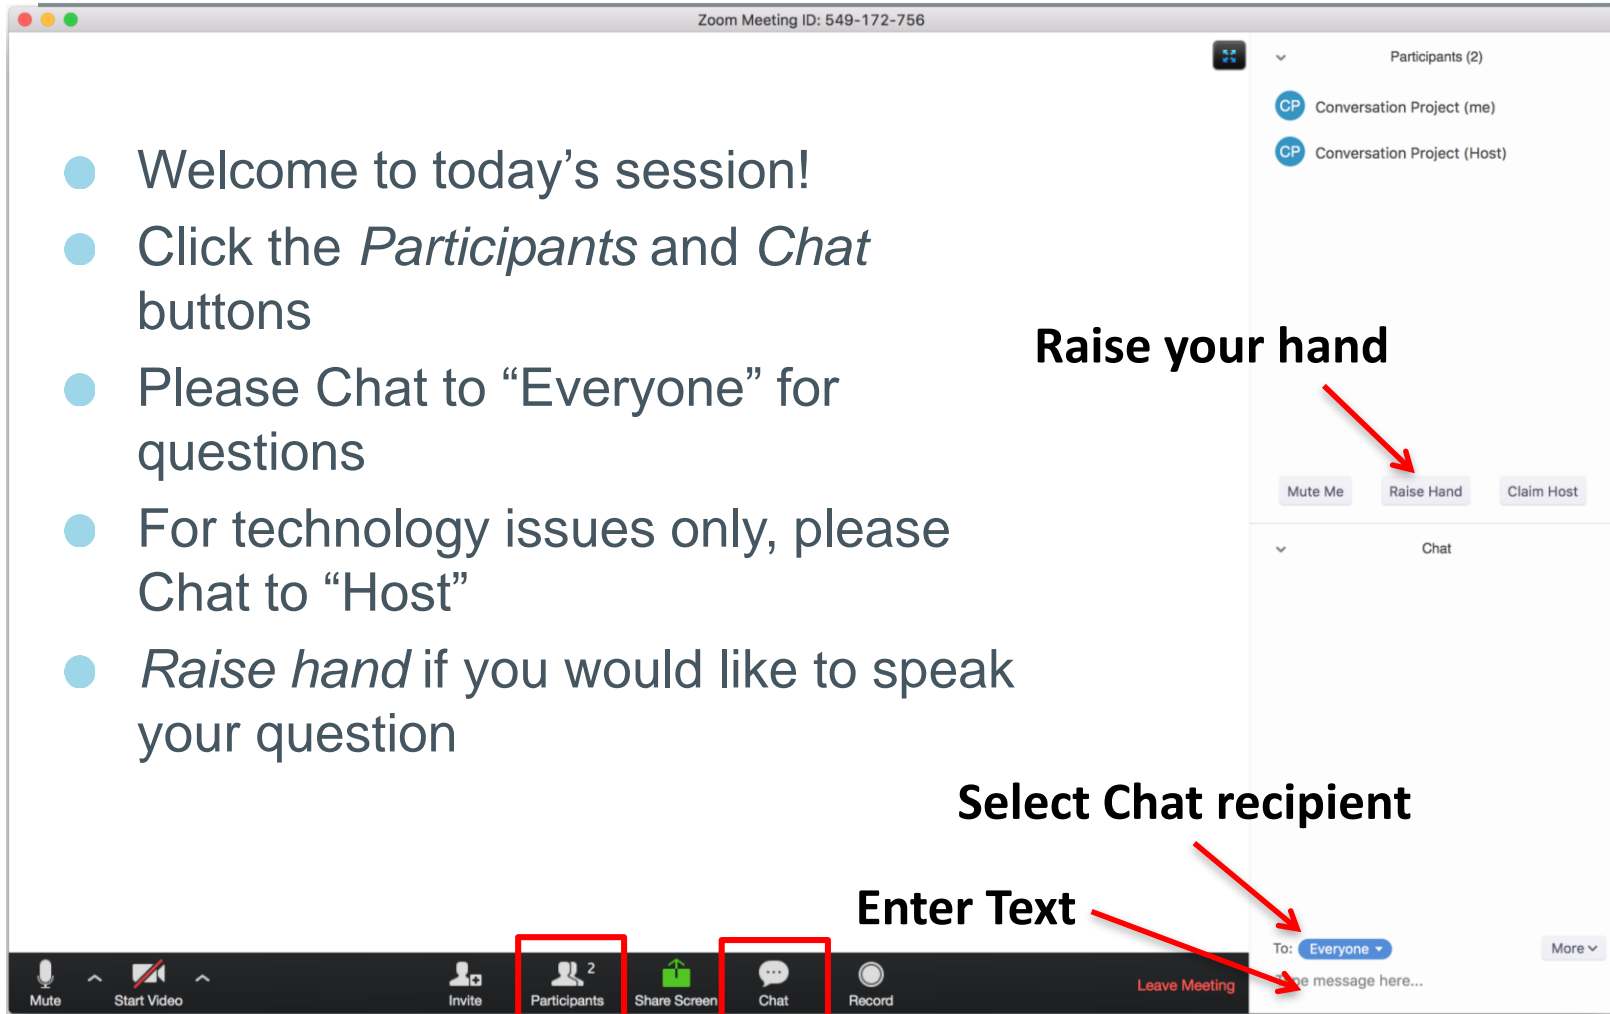 Zoom Meeting ID: 549-172-756
Welcome to today’s session!
Click the Participants and Chat
buttons
Please Chat to “Everyone” for
questions
For technology issues only, please
Chat to “Host”
Raise hand if you would like to speak
your question
Participants (2)
CP Conversation Project (me)
CP Conversation Project (Host)
Raise your hand
Mute Me Raise Hand Claim Host
Chat
Select Chat recipient
Enter Text
To: Everyone More
message here...
Mute Start Video Invite Participants 2 Share Screen Chat Record Leave Meeting